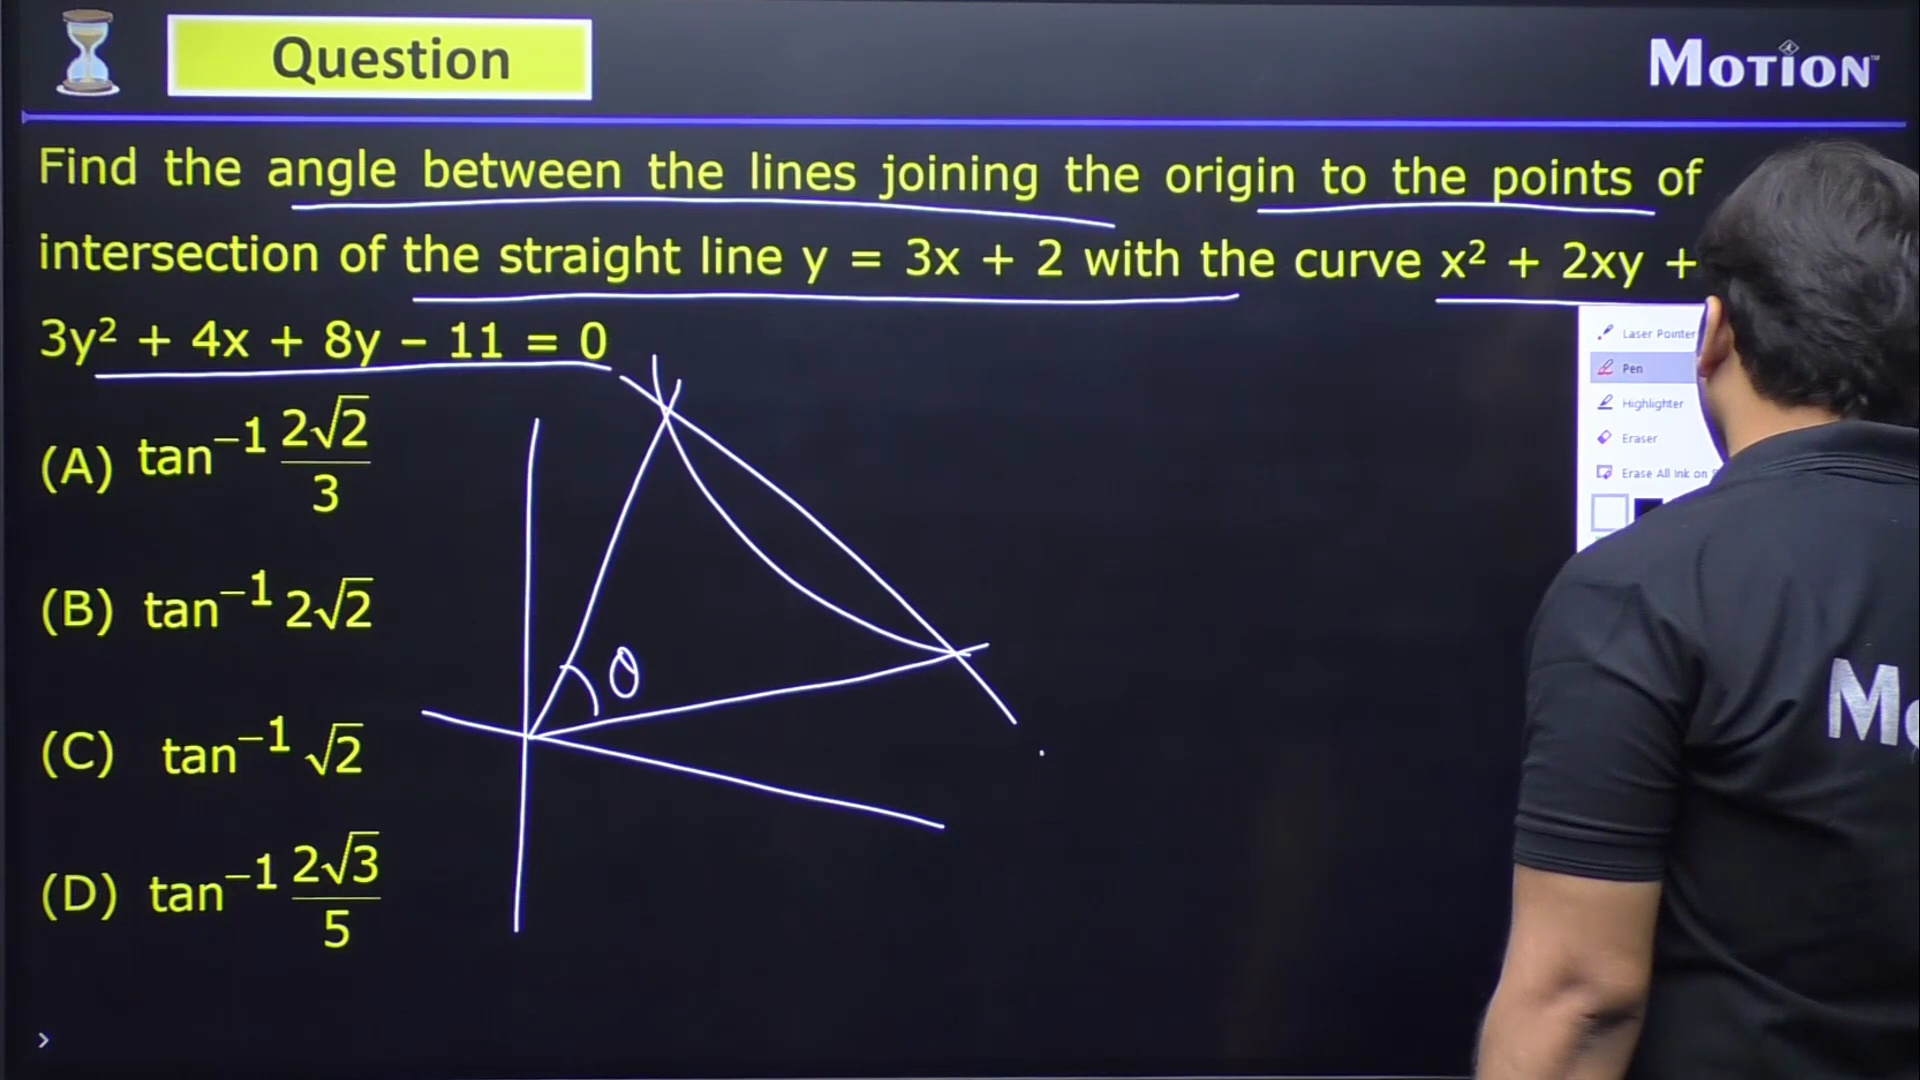 Question
MOTION™
Find the angle between the lines joining the origin to the points of
intersection of the straight line y = 3x + 2 with the curve x² + 2xy +
3y² + 4x + 8y – 11 = 0
Laser Pointer
Pen
Highlighter
Eraser
Erase All Ink on
(A) tan⁻¹ 2√2/3
(B) tan⁻¹ 2√2
(C) tan⁻¹ √2
(D) tan⁻¹ 2√3/5
θ